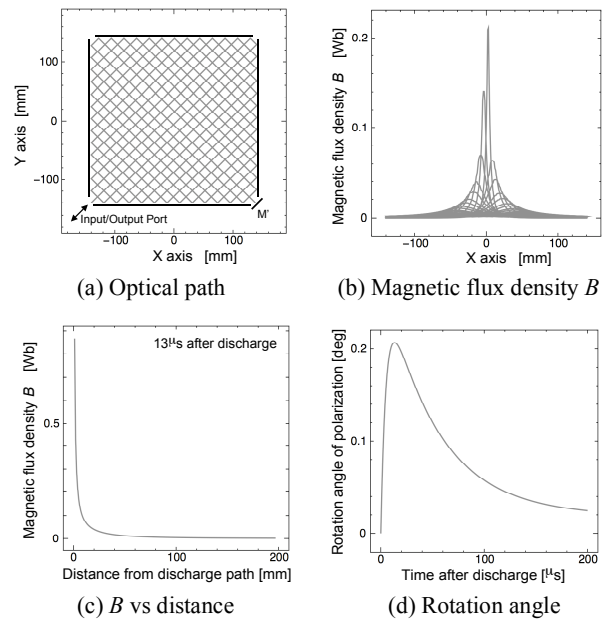 Y axis [mm]
100
0
−100
Input/Output Port
M'
−100
0
100
X axis [mm]
(a) Optical path
Magnetic flux density B [Wb]
0.2
0.1
0
−100
0
100
X axis [mm]
(b) Magnetic flux density B
Magnetic flux density B [Wb]
13μs after discharge
0.5
0
0
100
200
Distance from discharge path [mm]
(c) B vs distance
Rotation angle of polarization [deg]
0.2
0.1
0
0
100
200
Time after discharge [μs]
(d) Rotation angle